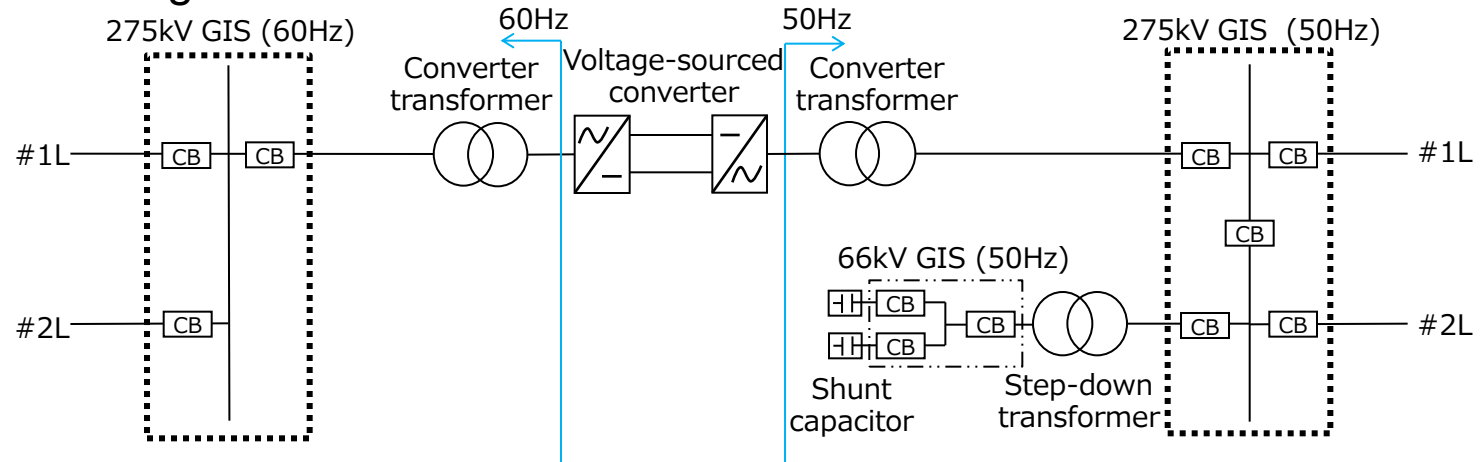 60Hz
50Hz
275kV GIS (60Hz)
275kV GIS (50Hz)
Converter
transformer
Voltage-sourced
converter
Converter
transformer
#1L
CB
CB
CB
CB
#1L
CB
66kV GIS (50Hz)
#2L
CB
CB
CB
CB
CB
CB
#2L
Shunt
capacitor
Step-down
transformer